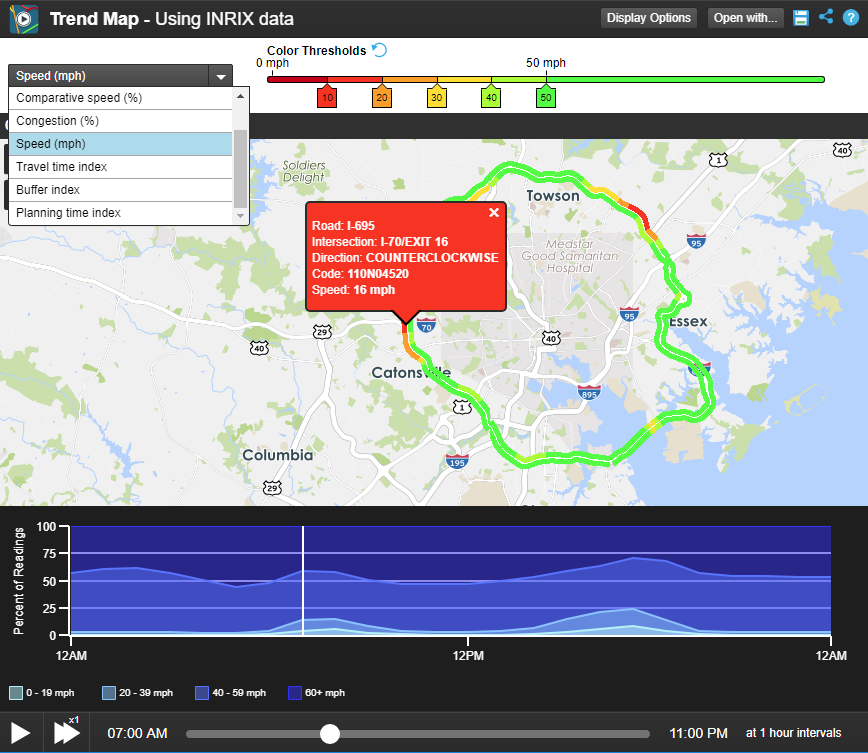 Trend Map - Using INRIX data
Display Options
Open with...
?
Color Thresholds
0 mph
50 mph
10
20
30
40
50
Speed (mph)
Comparative speed (%)
Congestion (%)
Speed (mph)
Travel time index
Buffer index
Planning time index
Soldiers
Delight
Towson
1
40
95
Medstar
Good Samaritan
Hospital
Road: I-695
Intersection: I-70/EXIT 16
Direction: COUNTERCLOCKWISE
Code: 110N04520
Speed: 16 mph
70
95
Essex
29
40
40
Catonsville
895
1
Columbia
195
29
Percent of Readings
100
75
50
25
0
12AM
12PM
12AM
0 - 19 mph
20 - 39 mph
40 - 59 mph
60+ mph
x1
07:00 AM
11:00 PM
at 1 hour intervals